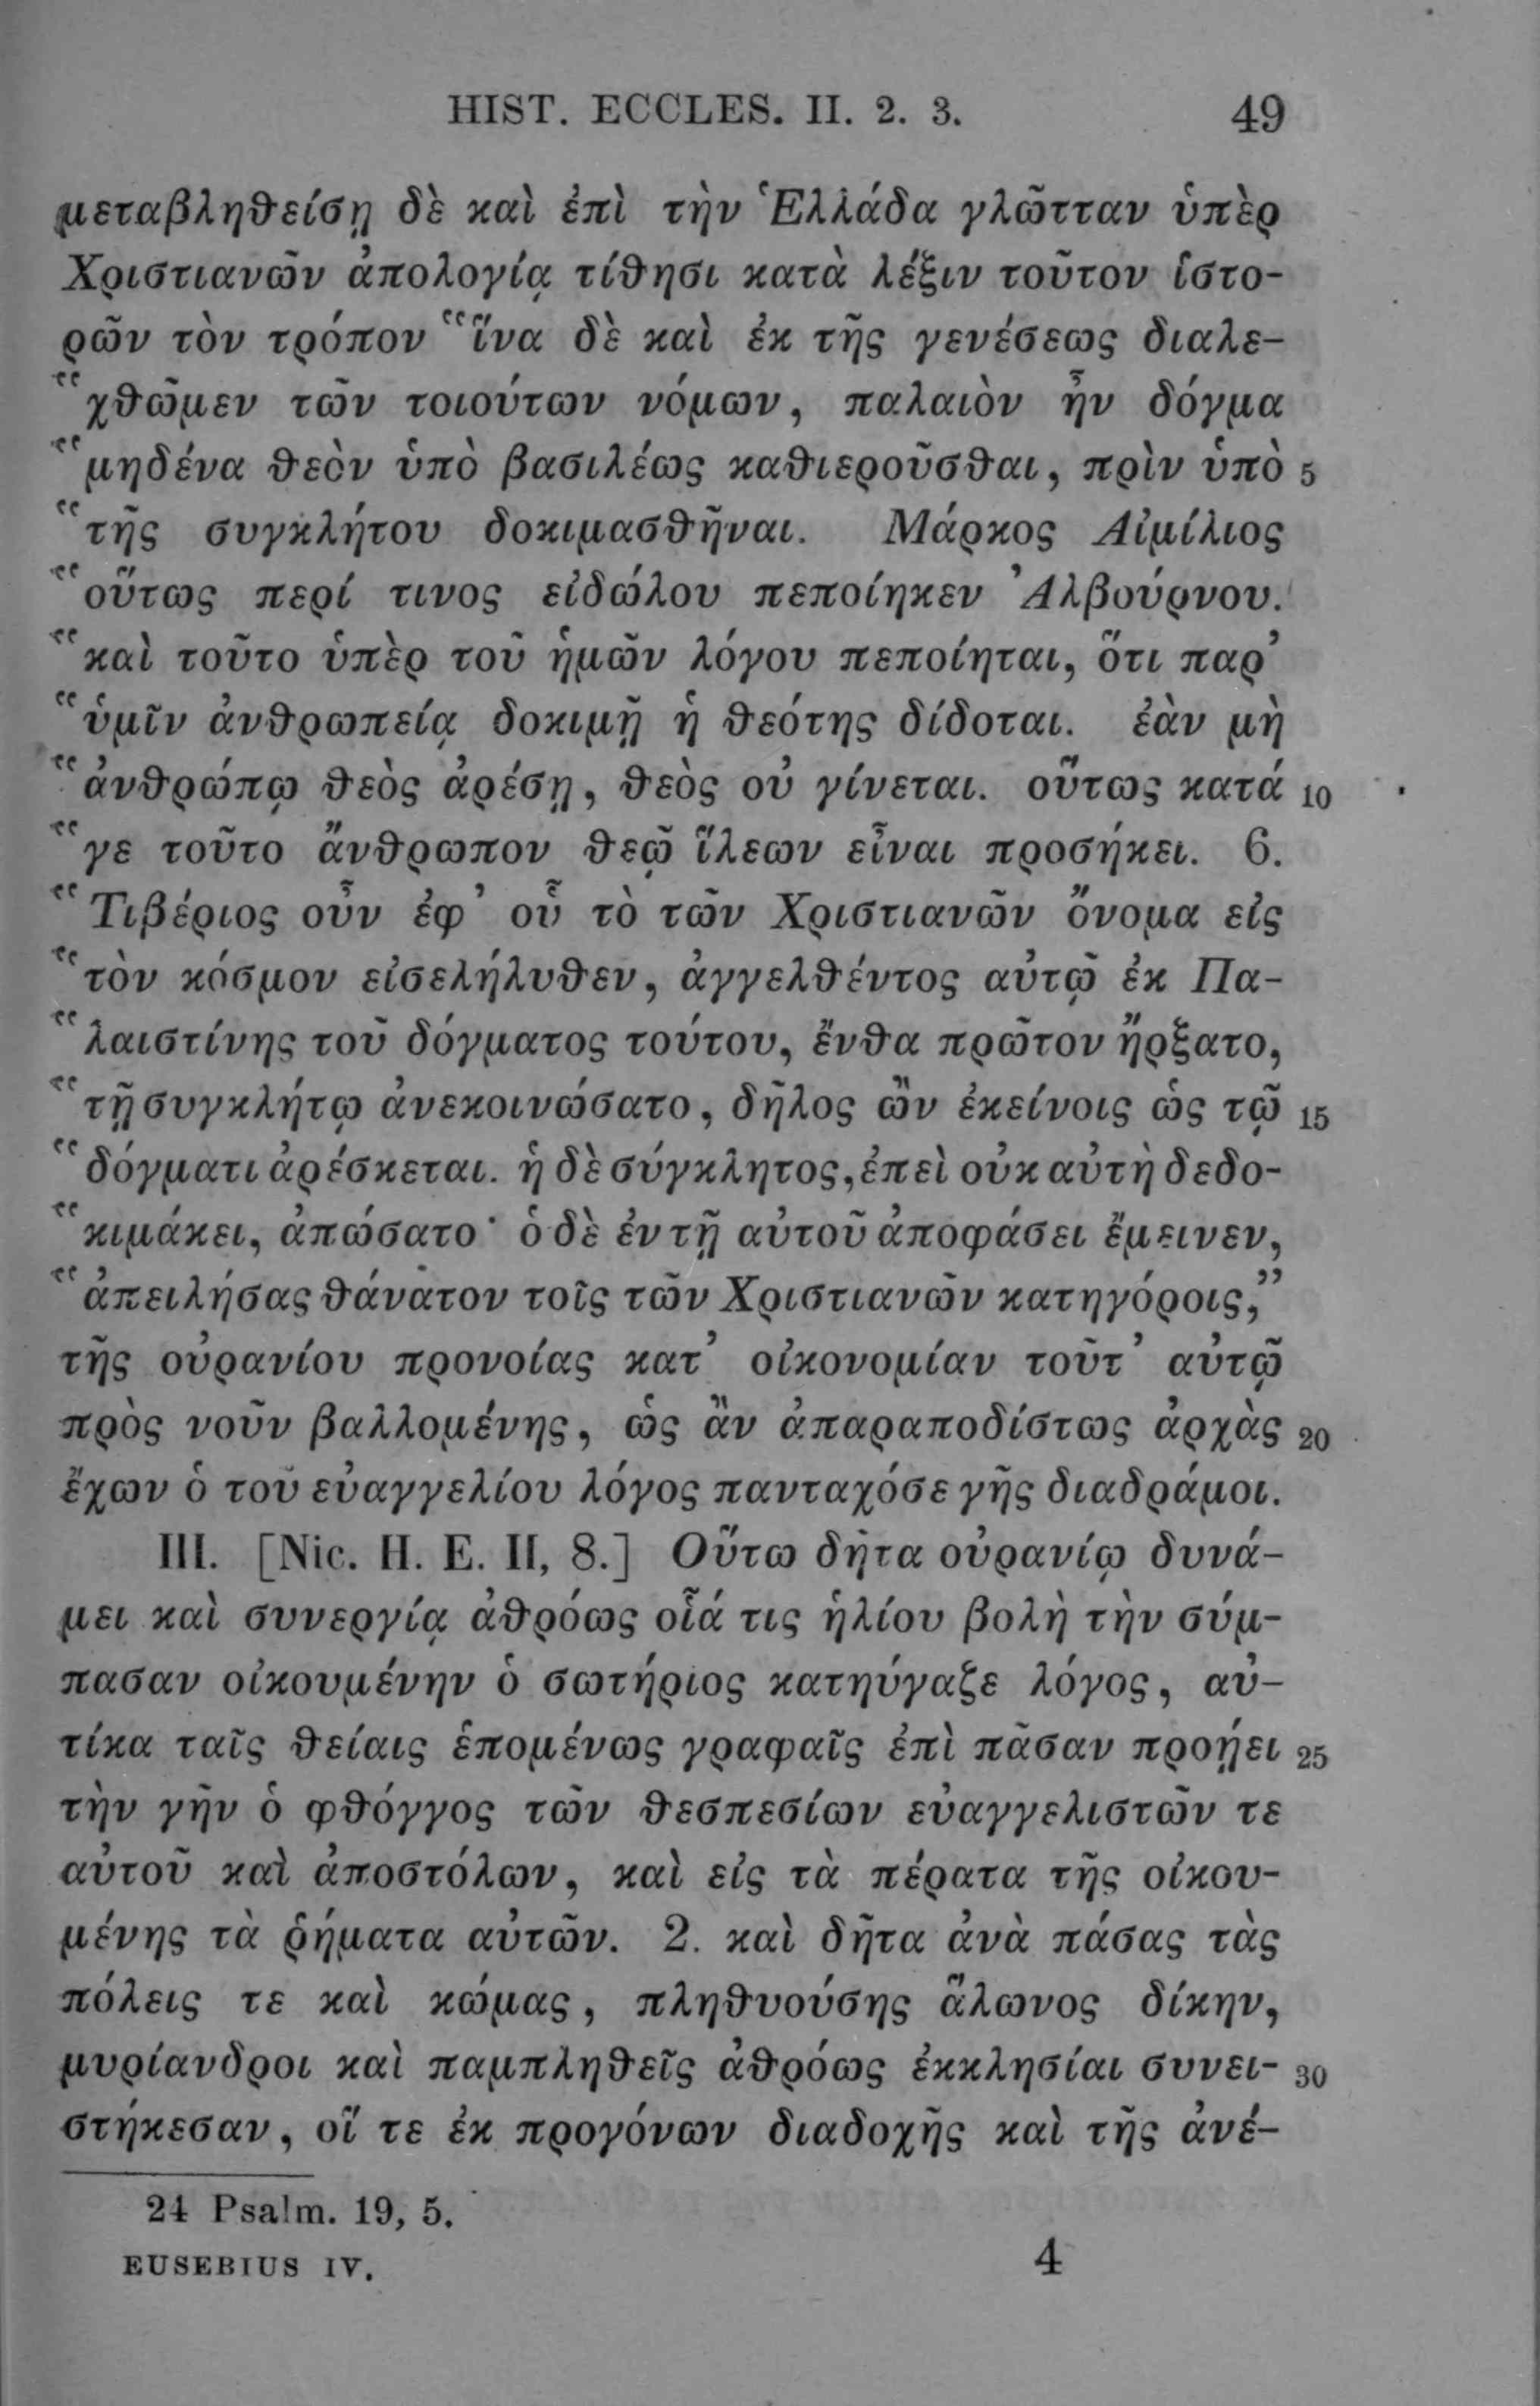 HIST. ECCLES. II. 2. 3. 49
μεταβληθείσῃ δὲ καὶ ἐπὶ τὴν Ἑλλάδα γλῶτταν ὑπὲρ
Χριστιανῶν ἀπολογίᾳ τίθησι κατὰ λέξιν τοῦτον ἱστο-
ρῶν τὸν τρόπον “ἵνα δὲ καὶ ἐκ τῆς γενέσεως διαλε-
“χθῶμεν τῶν τοιούτων νόμων, παλαιὸν ἦν δόγμα
“μηδένα θεὸν ὑπὸ βασιλέως καθιεροῦσθαι, πρὶν ὑπὸ 5
“τῆς συγκλήτου δοκιμασθῆναι. Μάρκος Αἰμίλιος
“οὕτως περί τινος εἰδώλου πεποίηκεν Ἀλβούρνου.
“καὶ τοῦτο ὑπὲρ τοῦ ἡμῶν λόγου πεποίηται, ὅτι παρ’
“ὑμῖν ἀνθρωπείᾳ δοκιμῇ ἡ θεότης δίδοται. ἐὰν μὴ
“ἀνθρώπῳ θεὸς ἀρέσῃ, θεὸς οὐ γίνεται. οὕτως κατά 10
“γε τοῦτο ἄνθρωπον θεῷ ἵλεων εἶναι προσήκει. 6.
“Τιβέριος οὖν ἐφ’ οὗ τὸ τῶν Χριστιανῶν ὄνομα εἰς
“τὸν κόσμον εἰσελήλυθεν, ἀγγελθέντος αὐτῷ ἐκ Πα-
“λαιστίνης τοῦ δόγματος τούτου, ἔνθα πρῶτον ἤρξατο,
“τῇ συγκλήτῳ ἀνεκοινώσατο, δῆλος ὢν ἐκείνοις ὡς τῷ 15
“δόγματι ἀρέσκεται. ἡ δὲ σύγκλητος, ἐπεὶ οὐκ αὐτὴ δεδο-
“κιμάκει, ἀπώσατο· ὁ δὲ ἐν τῇ αὐτοῦ ἀποφάσει ἔμεινεν,
“ἀπειλήσας θάνατον τοῖς τῶν Χριστιανῶν κατηγόροις,”
τῆς οὐρανίου προνοίας κατ’ οἰκονομίαν τοῦτ’ αὐτῷ
πρὸς νοῦν βαλλομένης, ὡς ἂν ἀπαραποδίστως ἀρχὰς 20
ἔχων ὁ τοῦ εὐαγγελίου λόγος πανταχόσε γῆς διαδράμοι.
III. [Nic. H. E. II, 8.] Οὕτω δῆτα οὐρανίῳ δυνά-
μει καὶ συνεργίᾳ ἀθρόως οἷά τις ἡλίου βολὴ τὴν σύμ-
πασαν οἰκουμένην ὁ σωτήριος κατηύγαζε λόγος, αὐ-
τίκα ταῖς θείαις ἑπομένως γραφαῖς ἐπὶ πᾶσαν προῄει 25
τὴν γῆν ὁ φθόγγος τῶν θεσπεσίων εὐαγγελιστῶν τε
αὐτοῦ καὶ ἀποστόλων, καὶ εἰς τὰ πέρατα τῆς οἰκου-
μένης τὰ ῥήματα αὐτῶν. 2. καὶ δῆτα ἀνὰ πάσας τὰς
πόλεις τε καὶ κώμας, πληθυούσης ἅλωνος δίκην,
μυρίανδροι καὶ παμπληθεῖς ἀθρόως ἐκκλησίαι συνει- 30
στήκεσαν, οἵ τε ἐκ προγόνων διαδοχῆς καὶ τῆς ἀνέ-
24 Psalm. 19, 5.
EUSEBIUS IV. 4